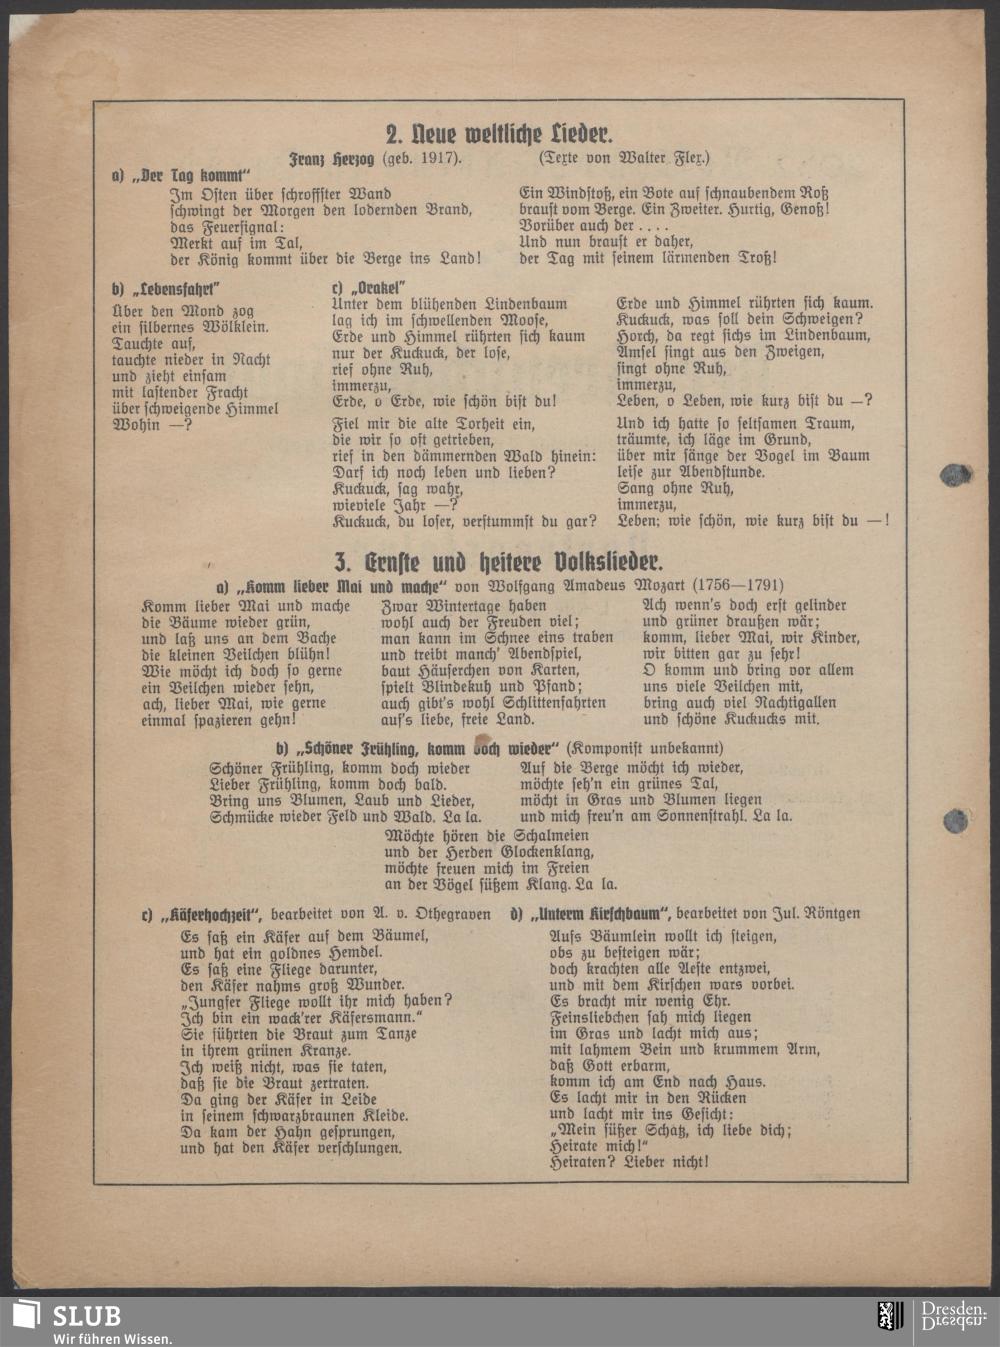 2. Neue weltliche Lieder.
Franz Herzog (geb. 1917). (Texte von Walter Flex.)
a) „Der Tag kommt“
Im Osten über schroffster Wand
schwingt der Morgen den lodernden Brand,
das Feuersignal:
Merkt auf im Tal,
der König kommt über die Berge ins Land!
Ein Windstoß, ein Bote auf schnaubendem Roß
braust vom Berge. Ein Zweiter. Hurtig, Genoß!
Vorüber auch der . . . .
Und nun braust er daher,
der Tag mit seinem lärmenden Troß!
b) „Lebensfahrt“
Über den Mond zog
ein silbernes Wölklein.
Tauchte auf,
tauchte nieder in Nacht
und zieht einsam
mit lastender Fracht
über schweigende Himmel
Wohin —?
c) „Orakel“
Unter dem blühenden Lindenbaum
lag ich im schwellenden Moose,
Erde und Himmel rührten sich kaum
nur der Kuckuck, der lose,
rief ohne Ruh,
immerzu,
Erde, o Erde, wie schön bist du!
Fiel mir die alte Torheit ein,
die wir so oft getrieben,
rief in den dämmernden Wald hinein:
Darf ich noch leben und lieben?
Kuckuck, sag wahr,
wieviele Jahr —?
Kuckuck, du loser, verstummst du gar?
Erde und Himmel rührten sich kaum.
Kuckuck, was soll dein Schweigen?
Horch, da regt sichs im Lindenbaum,
Amsel singt aus den Zweigen,
singt ohne Ruh,
immerzu,
Leben, o Leben, wie kurz bist du —?
Und ich hatte so seltsamen Traum,
träumte, ich läge im Grund,
über mir sänge der Vogel im Baum
leise zur Abendstunde.
Sang ohne Ruh,
immerzu,
Leben; wie schön, wie kurz bist du —!
3. Ernste und heitere Volkslieder.
a) „Komm lieber Mai und mache“ von Wolfgang Amadeus Mozart (1756—1791)
Komm lieber Mai und mache
die Bäume wieder grün,
und laß uns an dem Bache
die kleinen Veilchen blühn!
Wie möcht ich doch so gerne
ein Veilchen wieder sehn,
ach, lieber Mai, wie gerne
einmal spazieren gehn!
Zwar Wintertage haben
wohl auch der Freuden viel;
man kann im Schnee eins traben
und treibt manch' Abendspiel,
baut Häuserchen von Karten,
spielt Blindekuh und Pfand;
auch gibt's wohl Schlittenfahrten
auf's liebe, freie Land.
Ach wenn's doch erst gelinder
und grüner draußen wär;
komm, lieber Mai, wir Kinder,
wir bitten gar zu sehr!
O komm und bring vor allem
uns viele Veilchen mit,
bring auch viel Nachtigallen
und schöne Kuckucks mit.
b) „Schöner Frühling, komm doch wieder“ (Komponist unbekannt)
Schöner Frühling, komm doch wieder
Lieber Frühling, komm doch bald.
Bring uns Blumen, Laub und Lieder,
Schmücke wieder Feld und Wald. La la.
Auf die Berge möcht ich wieder,
möchte seh'n ein grünes Tal,
möcht in Gras und Blumen liegen
und mich freu'n am Sonnenstrahl. La la.
Möchte hören die Schalmeien
und der Herden Glockenklang,
möchte freuen mich im Freien
an der Vögel süßem Klang. La la.
c) „Käferhochzeit“, bearbeitet von A. v. Othegraven
Es saß ein Käfer auf dem Bäumel,
und hat ein goldnes Hemdel.
Es saß eine Fliege darunter,
den Käfer nahms groß Wunder.
„Jungfer Fliege wollt ihr mich haben?
Ich bin ein wack'rer Käfersmann.“
Sie führten die Braut zum Tanze
in ihrem grünen Kranze.
Ich weiß nicht, was sie taten,
daß sie die Braut zertraten.
Da ging der Käfer in Leide
in seinem schwarzbraunen Kleide.
Da kam der Hahn gesprungen,
und hat den Käfer verschlungen.
d) „Unterm Kirschbaum“, bearbeitet von Jul. Röntgen
Aufs Bäumlein wollt ich steigen,
obs zu besteigen wär;
doch krachten alle Aeste entzwei,
und mit dem Kirschen wars vorbei.
Es bracht mir wenig Ehr.
Feinsliebchen sah mich liegen
im Gras und lacht mich aus;
mit lahmem Bein und krummem Arm,
daß Gott erbarm,
komm ich am End nach Haus.
Es lacht mir in den Rücken
und lacht mir ins Gesicht:
„Mein süßer Schatz, ich liebe dich;
Heirate mich!“
Heiraten? Lieber nicht!
SLUB
Wir führen Wissen.
Dresden.
Dresden.